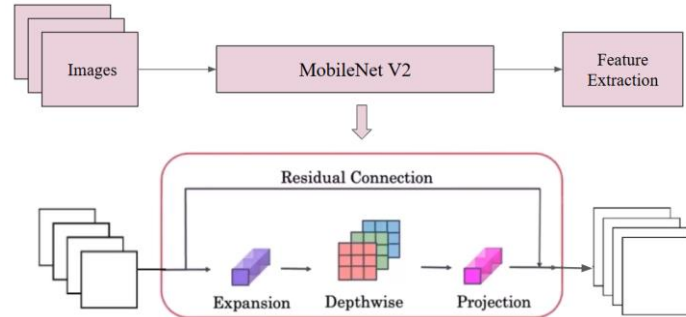 Images
MobileNet V2
Feature
Extraction
Residual Connection
Expansion
Depthwise
Projection